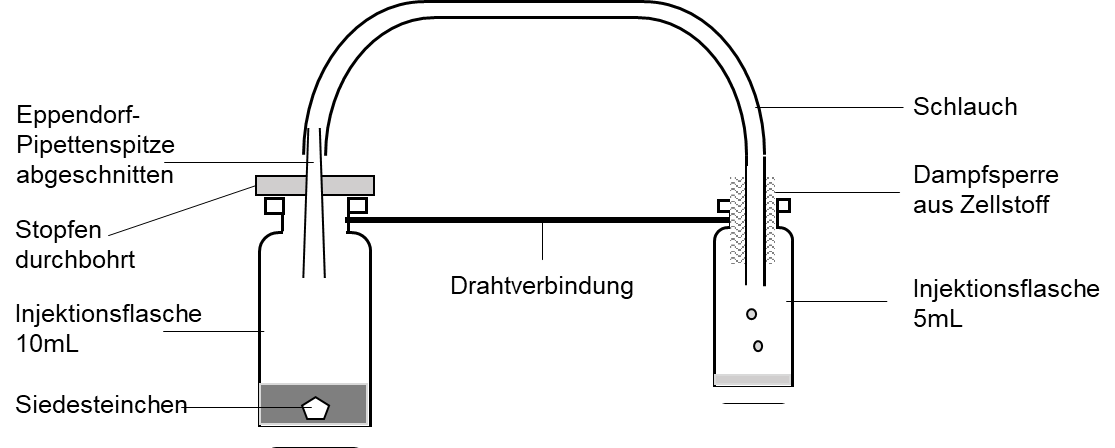 Eppendorf-
Pipettenspitze
abgeschnitten
Stopfen
durchbohrt
Injektionsflasche
10mL
Siedesteinchen
Drahtverbindung
Schlauch
Dampfsperre
aus Zellstoff
Injektionsflasche
5mL